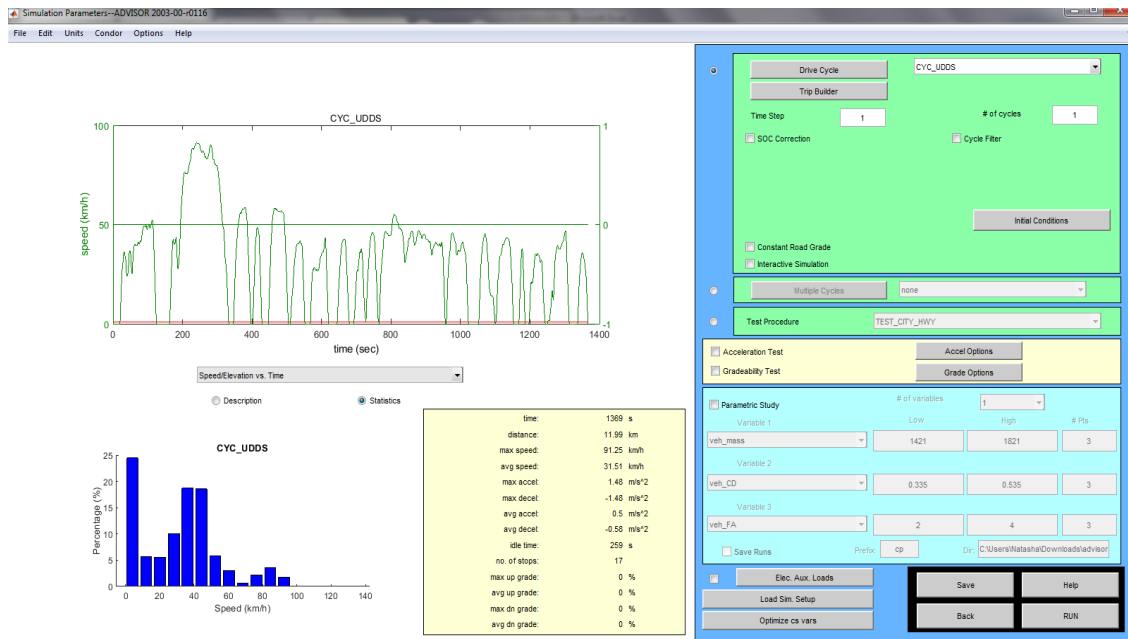 Simulation Parameters--ADVISOR 2003-00-r0116
File Edit Units Condor Options Help
CYC_UDDS
100
50
0
1
0
-1
speed (km/h)
0 200 400 600 800 1000 1200 1400
time (sec)
Speed/Elevation vs. Time
Description Statistics
CYC_UDDS
25
20
15
10
5
0
Percentage (%)
0 20 40 60 80 100 120 140
Speed (km/h)
time: 1369 s
distance: 11.99 km
max speed: 91.25 km/h
avg speed: 31.51 km/h
max accel: 1.48 m/s^2
max decel: -1.48 m/s^2
avg accel: 0.5 m/s^2
avg decel: -0.58 m/s^2
idle time: 259 s
no. of stops: 17
max up grade: 0 %
avg up grade: 0 %
max dn grade: 0 %
avg dn grade: 0 %
Drive Cycle CYC_UDDS
Trip Builder
Time Step 1 # of cycles 1
SOC Correction Cycle Filter
Initial Conditions
Constant Road Grade
Interactive Simulation
Multiple Cycles none
Test Procedure TEST_CITY_HWY
Acceleration Test Accel Options
Gradeability Test Grade Options
Parametric Study # of variables 1
Variable 1 Low High # Pts
veh_mass 1421 1821 3
Variable 2
veh_CD 0.335 0.535 3
Variable 3
veh_FA 2 4 3
Save Runs Prefix: cp Dir: C:\Users\Natasha\Downloads\advisor
Elec. Aux. Loads
Load Sim. Setup
Optimize cs vars
Save Help
Back RUN